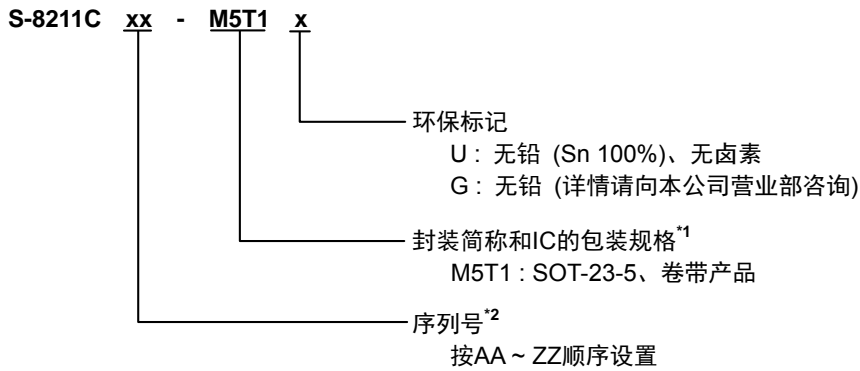 S-8211C xx - M5T1 x
环保标记
U : 无铅 (Sn 100%)、无卤素
G : 无铅 (详情请向本公司营业部咨询)
封装简称和IC的包装规格*1
M5T1 : SOT-23-5、卷带产品
序列号*2
按AA ~ ZZ顺序设置